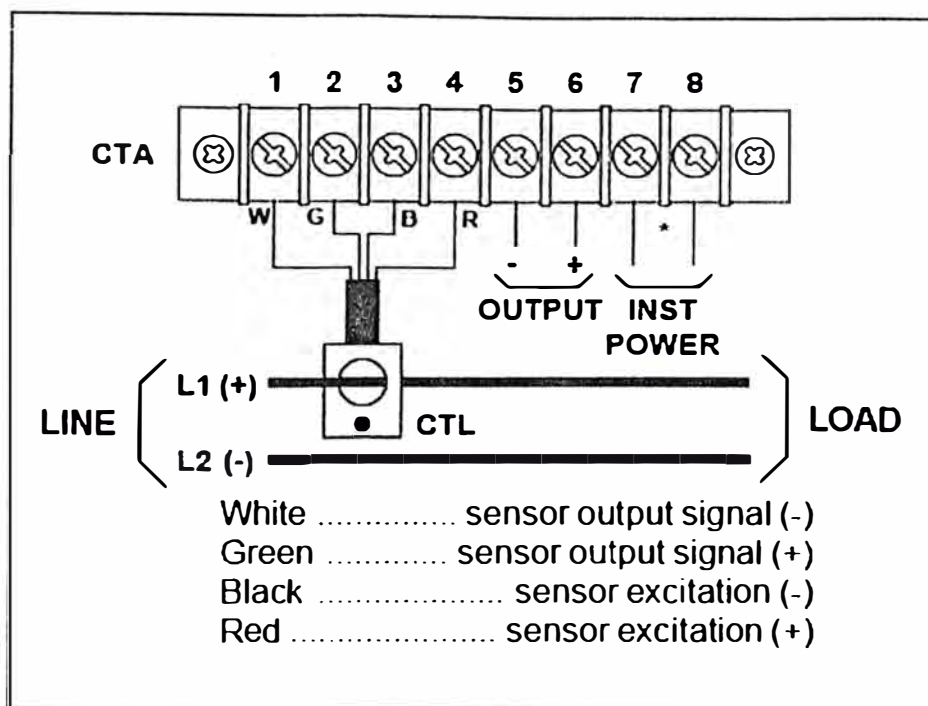 1 2 3 4 5 6 7 8
CTA
W G B R *
- +
OUTPUT INST
POWER
L1 (+)
LINE CTL LOAD
L2 (-)
White ............... sensor output signal (-)
Green ............ sensor output signal (+)
Black ..................... sensor excitation (-)
Red ....................... sensor excitation (+)